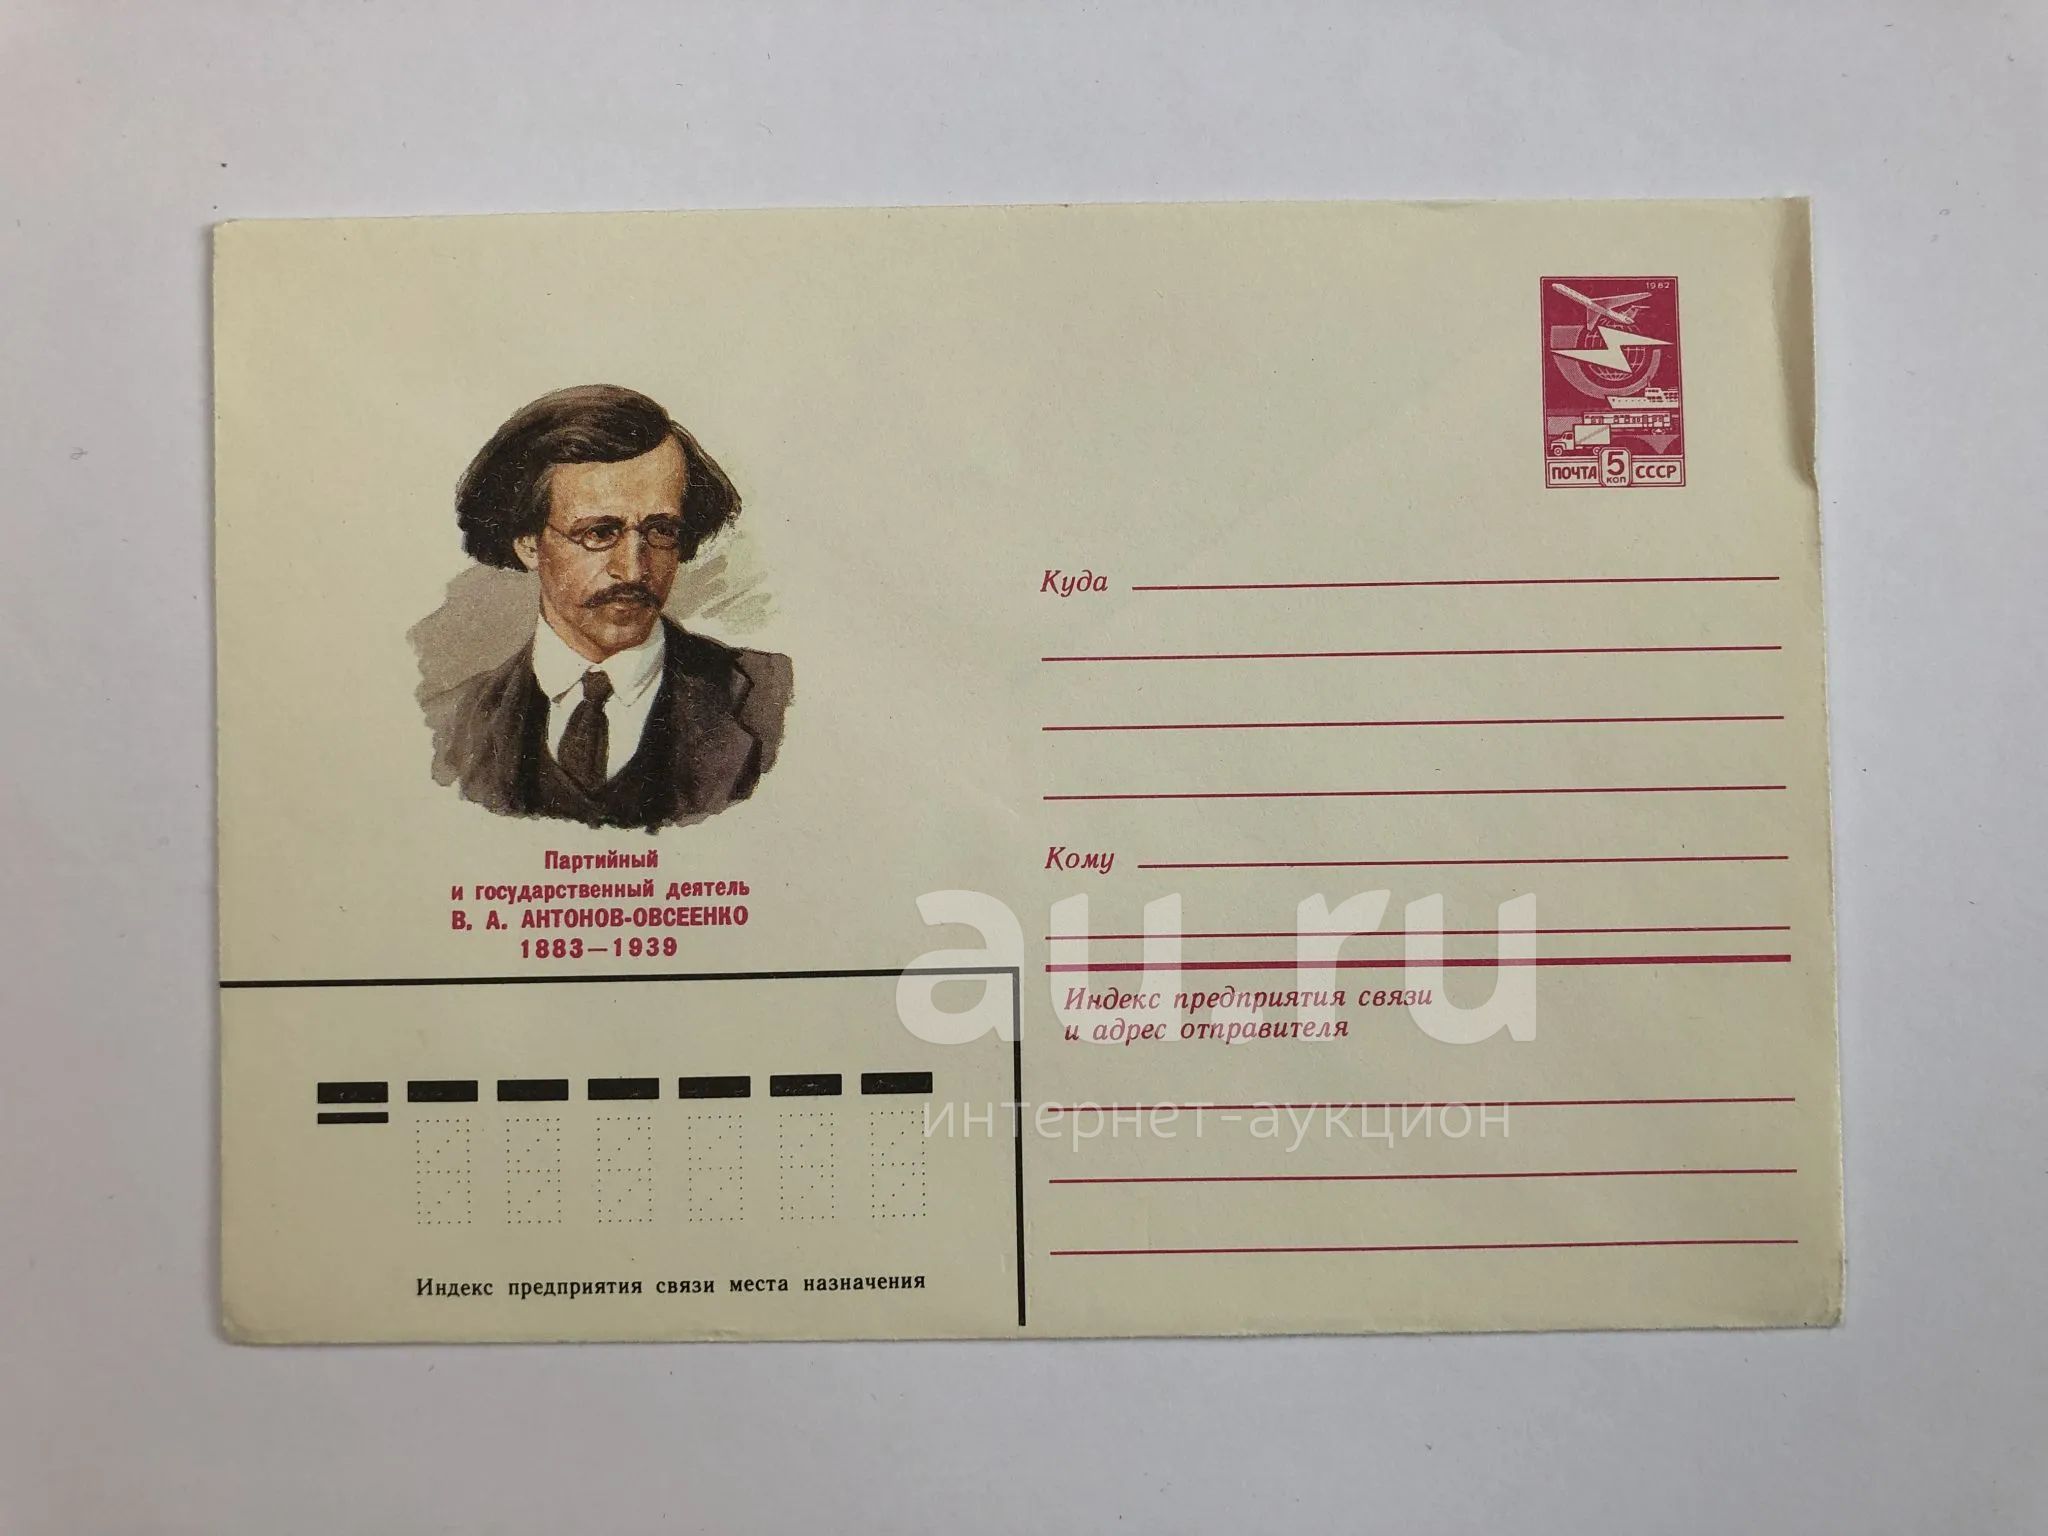 1982
ПОЧТА 5 КОП СССР
Куда
Партийный
и государственный деятель
В. А. АНТОНОВ-ОВСЕЕНКО
1883—1939
Кому
Индекс предприятия связи
и адрес отправителя
Индекс предприятия связи места назначения
au.ru
интернет-аукцион